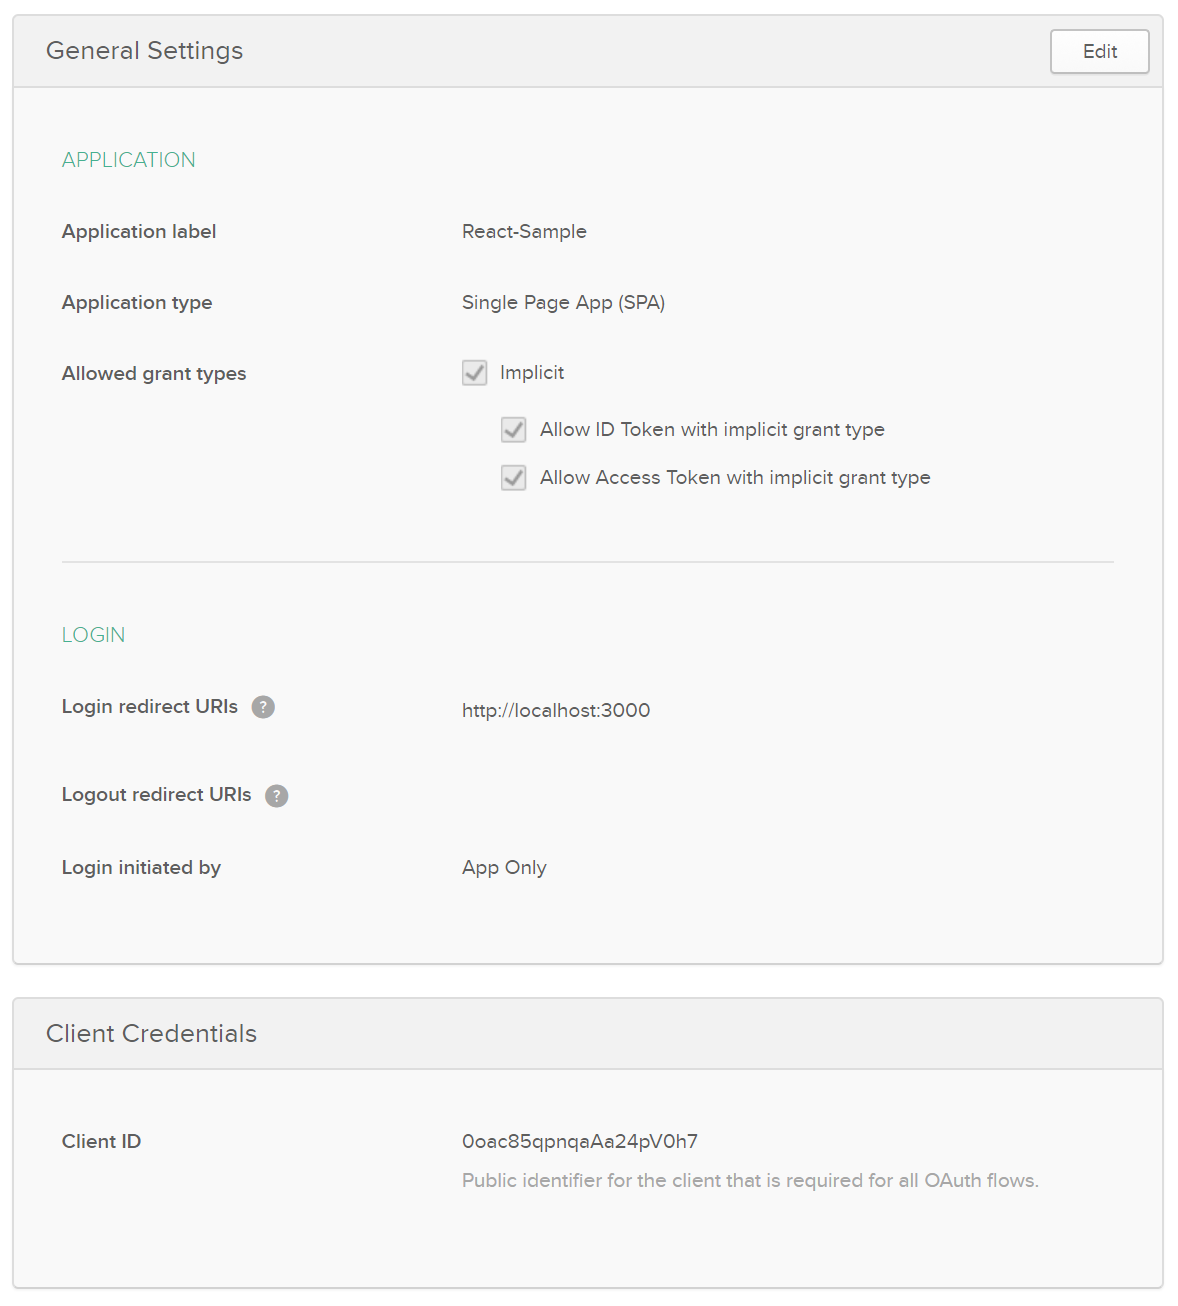 General Settings
Edit
APPLICATION
Application label
React-Sample
Application type
Single Page App (SPA)
Allowed grant types
Implicit
Allow ID Token with implicit grant type
Allow Access Token with implicit grant type
LOGIN
Login redirect URIs ?
http://localhost:3000
Logout redirect URIs ?
Login initiated by
App Only
Client Credentials
Client ID
0oac85qpnqaAa24pV0h7
Public identifier for the client that is required for all OAuth flows.